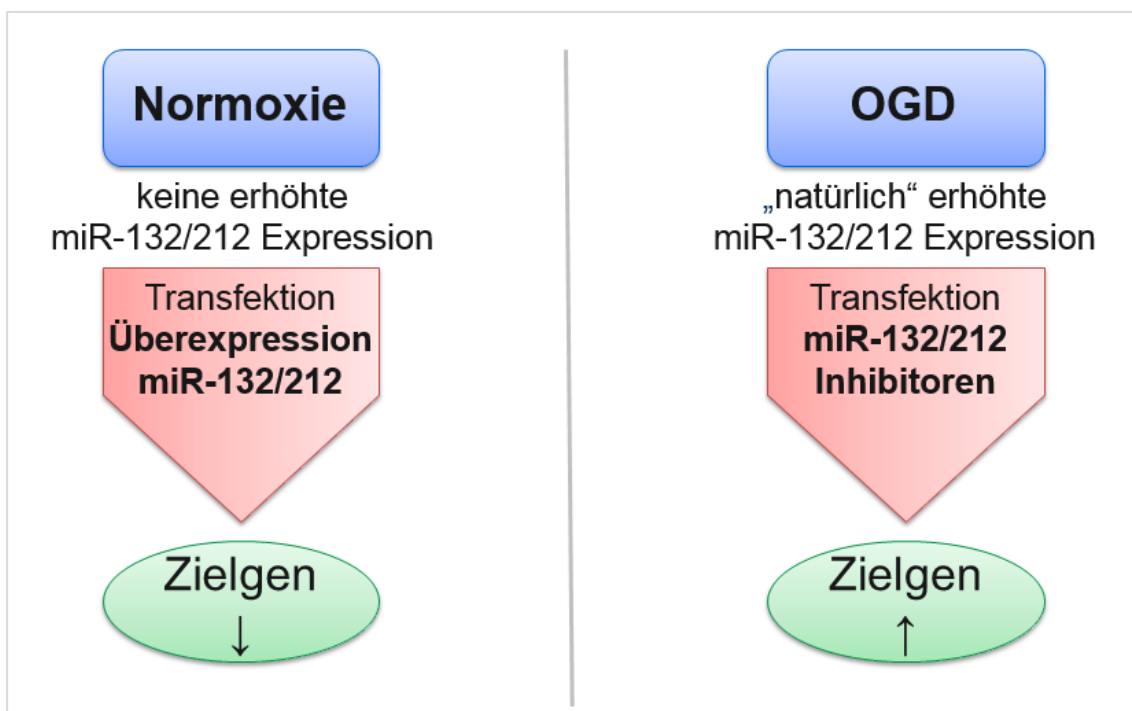 Normoxie
keine erhöhte
miR-132/212 Expression
Transfektion
Überexpression
miR-132/212
Zielgen
↓
OGD
„natürlich“ erhöhte
miR-132/212 Expression
Transfektion
miR-132/212
Inhibitoren
Zielgen
↑